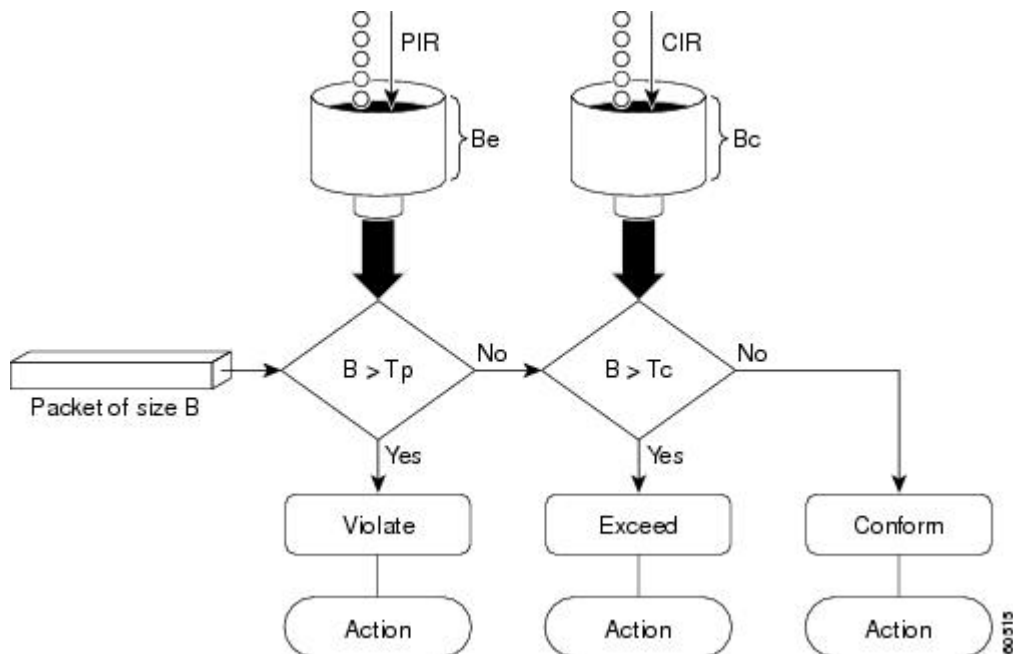 PIR
CIR
Be
Bc
B > Tp
No
B > Tc
No
Packet of size B
Yes
Yes
Violate
Exceed
Conform
Action
Action
Action
60515